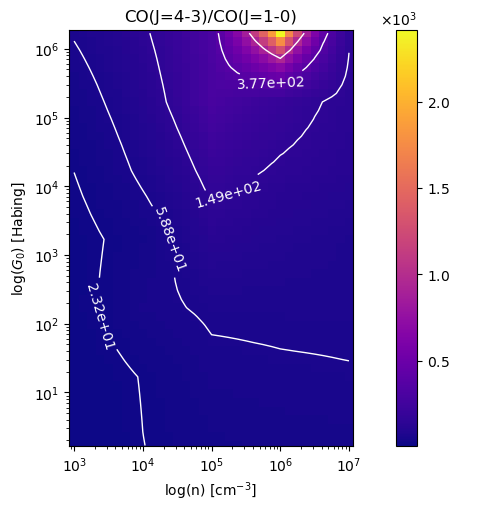 CO(J=4-3)/CO(J=1-0)
×10³
10⁶
10⁵
10⁴
10³
10²
10¹
log(G₀) [Habing]
3.77e+02
1.49e+02
5.88e+01
2.32e+01
10³ 10⁴ 10⁵ 10⁶ 10⁷
log(n) [cm⁻³]
2.0
1.5
1.0
0.5